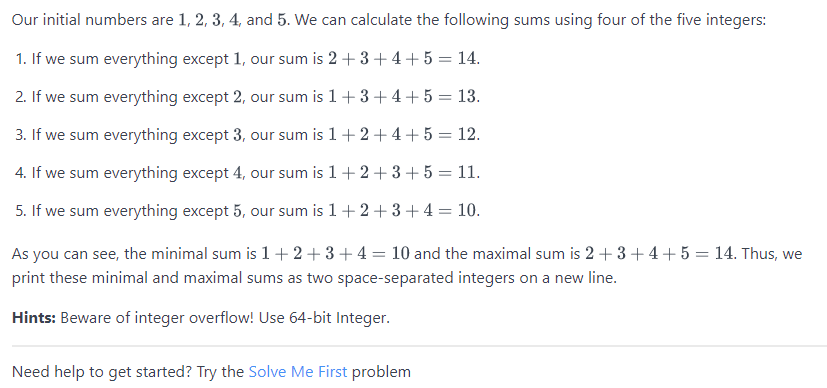 Our initial numbers are 1, 2, 3, 4, and 5. We can calculate the following sums using four of the five integers:
1. If we sum everything except 1, our sum is 2 + 3 + 4 + 5 = 14.
2. If we sum everything except 2, our sum is 1 + 3 + 4 + 5 = 13.
3. If we sum everything except 3, our sum is 1 + 2 + 4 + 5 = 12.
4. If we sum everything except 4, our sum is 1 + 2 + 3 + 5 = 11.
5. If we sum everything except 5, our sum is 1 + 2 + 3 + 4 = 10.
As you can see, the minimal sum is 1 + 2 + 3 + 4 = 10 and the maximal sum is 2 + 3 + 4 + 5 = 14. Thus, we
print these minimal and maximal sums as two space-separated integers on a new line.
Hints: Beware of integer overflow! Use 64-bit Integer.
Need help to get started? Try the Solve Me First problem